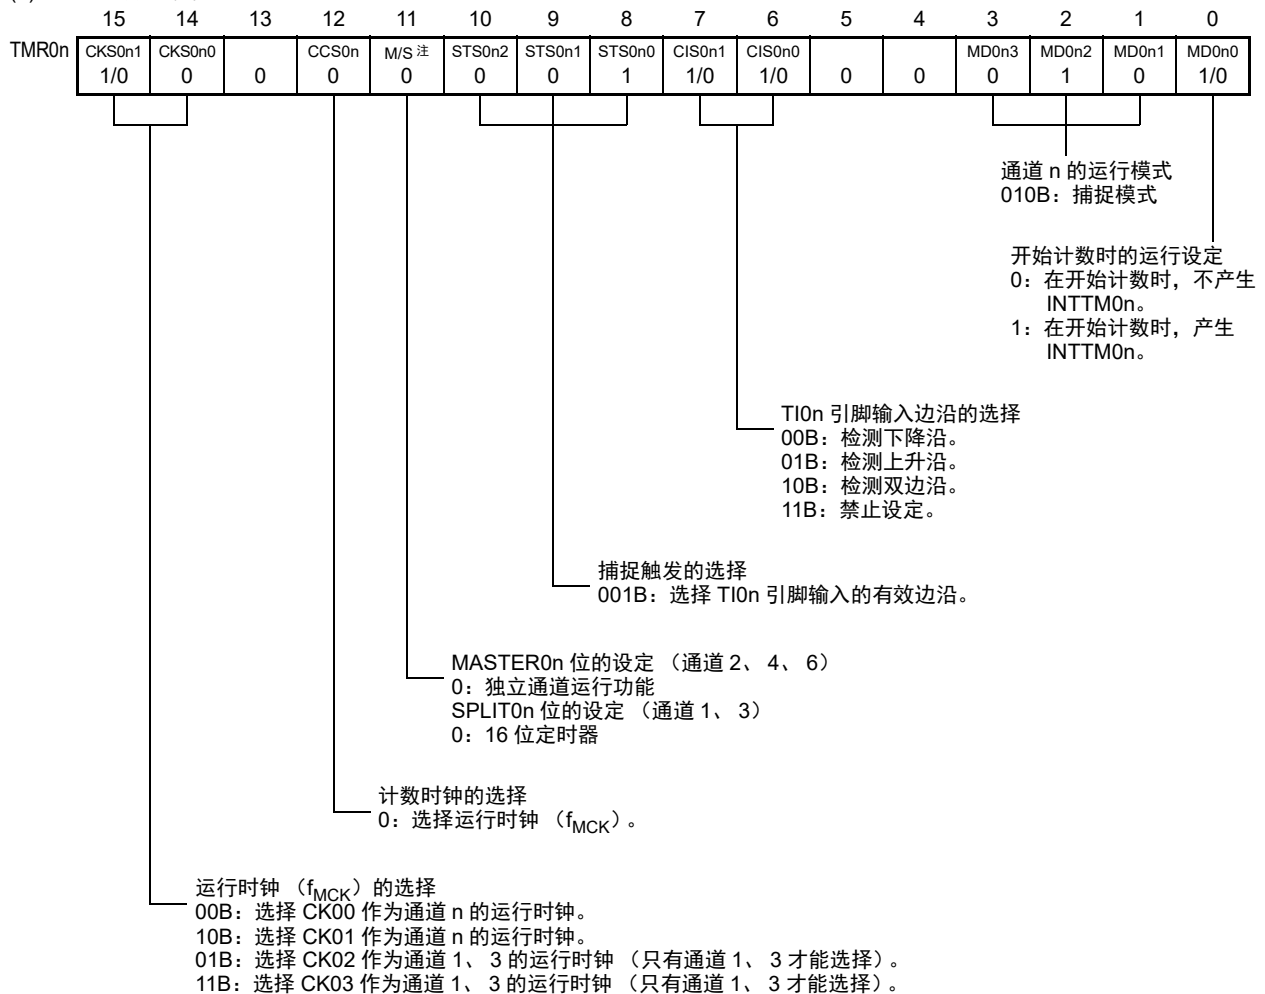 15 14 13 12 11 10 9 8 7 6 5 4 3 2 1 0
TMR0n CKS0n1 CKS0n0 CCS0n M/S 注 STS0n2 STS0n1 STS0n0 CIS0n1 CIS0n0 MD0n3 MD0n2 MD0n1 MD0n0
1/0 0 0 0 0 0 0 1 1/0 1/0 0 0 0 1 0 1/0
通道 n 的运行模式
010B：捕捉模式
开始计数时的运行设定
0：在开始计数时，不产生
INTTM0n。
1：在开始计数时，产生
INTTM0n。
TI0n 引脚输入边沿的选择
00B：检测下降沿。
01B：检测上升沿。
10B：检测双边沿。
11B：禁止设定。
捕捉触发的选择
001B：选择 TI0n 引脚输入的有效边沿。
MASTER0n 位的设定 （通道 2、 4、 6）
0：独立通道运行功能
SPLIT0n 位的设定 （通道 1、 3）
0：16 位定时器
计数时钟的选择
0：选择运行时钟 （fMCK）。
运行时钟 （fMCK）的选择
00B：选择 CK00 作为通道 n 的运行时钟。
10B：选择 CK01 作为通道 n 的运行时钟。
01B：选择 CK02 作为通道 1、 3 的运行时钟 （只有通道 1、 3 才能选择）。
11B：选择 CK03 作为通道 1、 3 的运行时钟 （只有通道 1、 3 才能选择）。